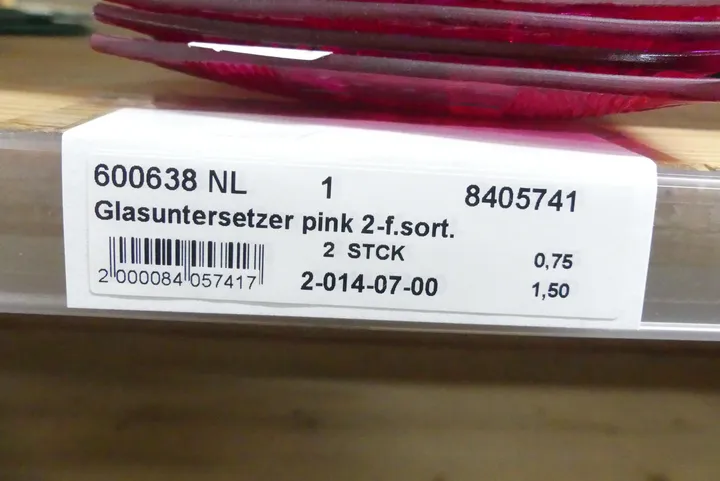 600638 NL 1 8405741
Glasuntersetzer pink 2-f.sort.
2 STCK 0,75
2 000084 057417 2-014-07-00 1,50